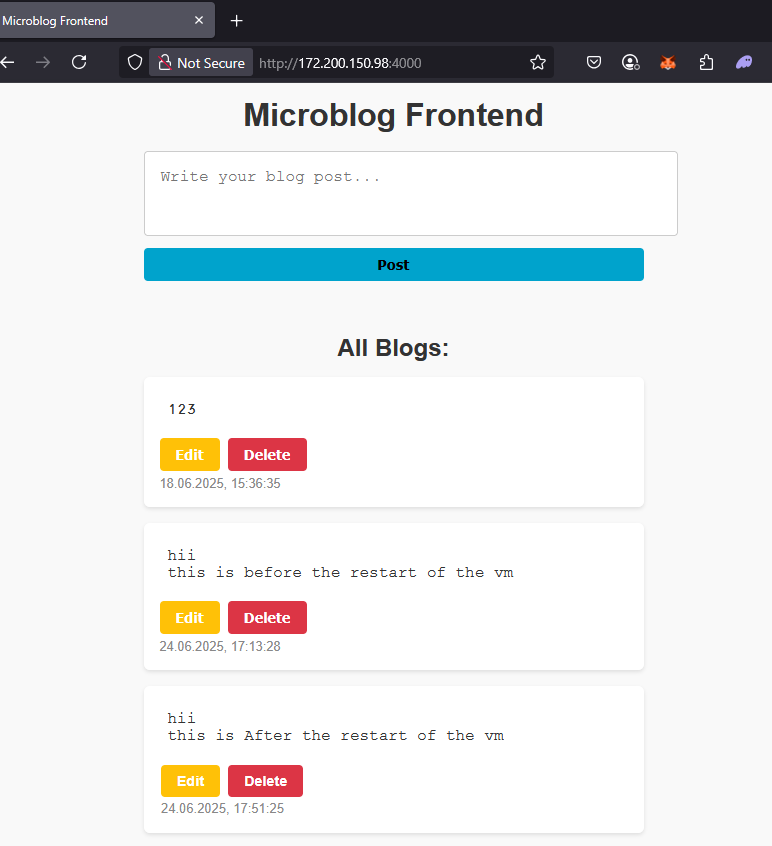 Microblog Frontend
Not Secure http://172.200.150.98:4000
Microblog Frontend
Write your blog post...
Post
All Blogs:
123
Edit Delete
18.06.2025, 15:36:35
hii
this is before the restart of the vm
Edit Delete
24.06.2025, 17:13:28
hii
this is After the restart of the vm
Edit Delete
24.06.2025, 17:51:25